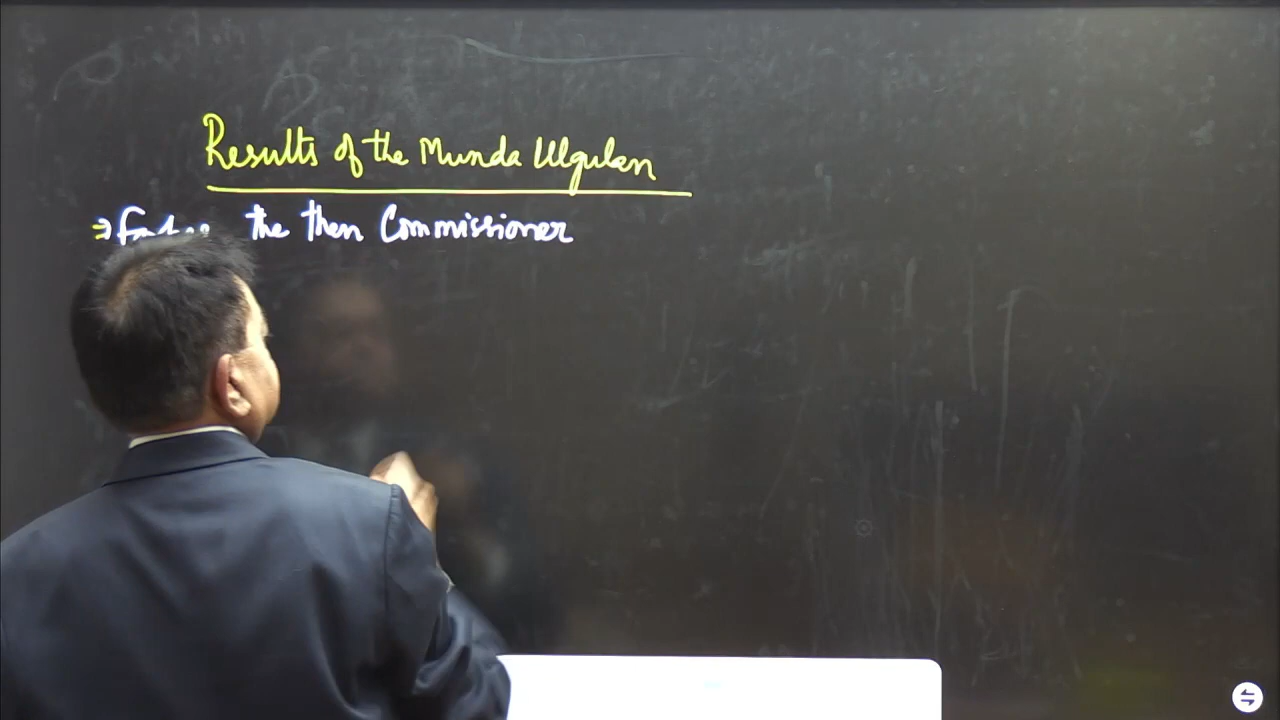 Results of the Munda Ulgulan
⇒ the then Commissioner